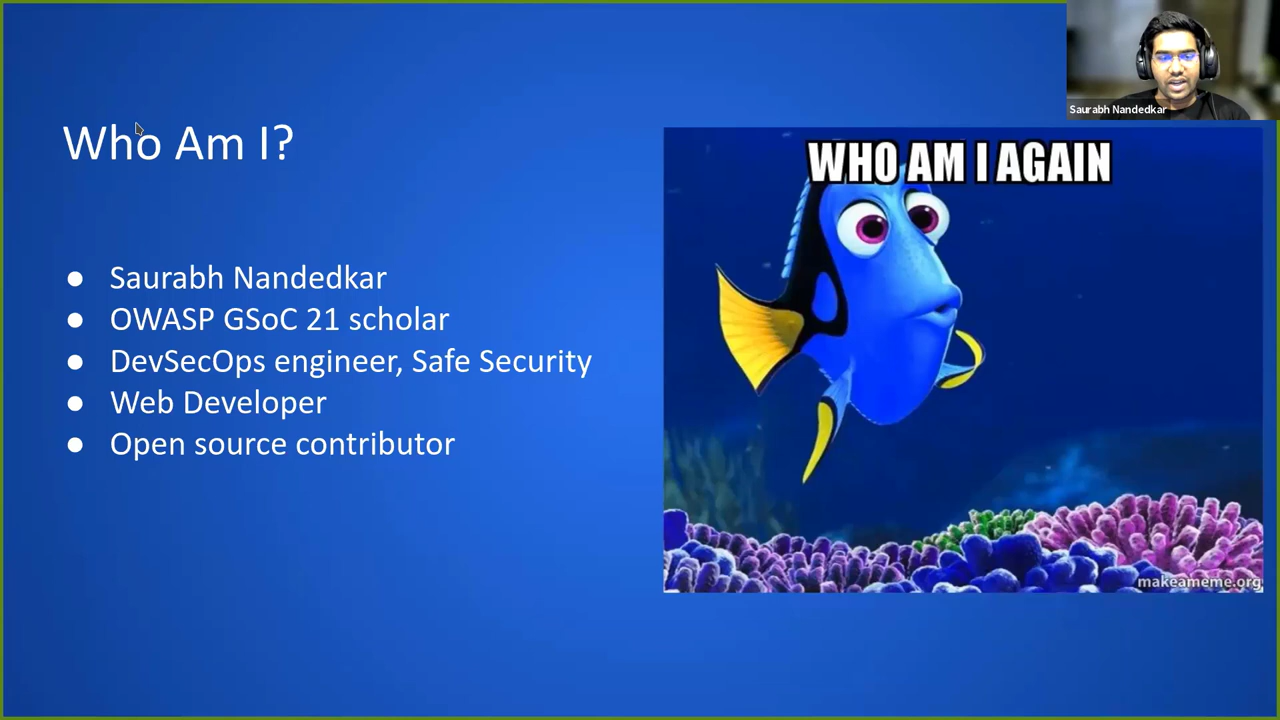 Saurabh Nandedkar
Who Am I?
WHO AM I AGAIN
● Saurabh Nandedkar
● OWASP GSoC 21 scholar
● DevSecOps engineer, Safe Security
● Web Developer
● Open source contributor
makeameme.org